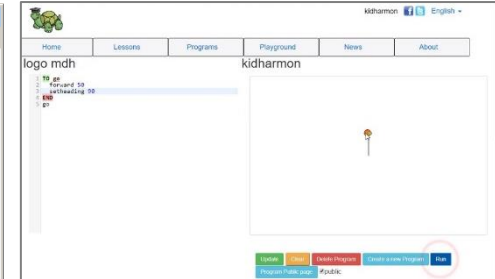 kidharmon English
Home Lessons Programs Playground News About
logo mdh kidharmon
1 TO go
2 forward 50
3 setheading 90
4 END
5 go
Update Clear Delete Program Create a new Program Run
Program Public page public